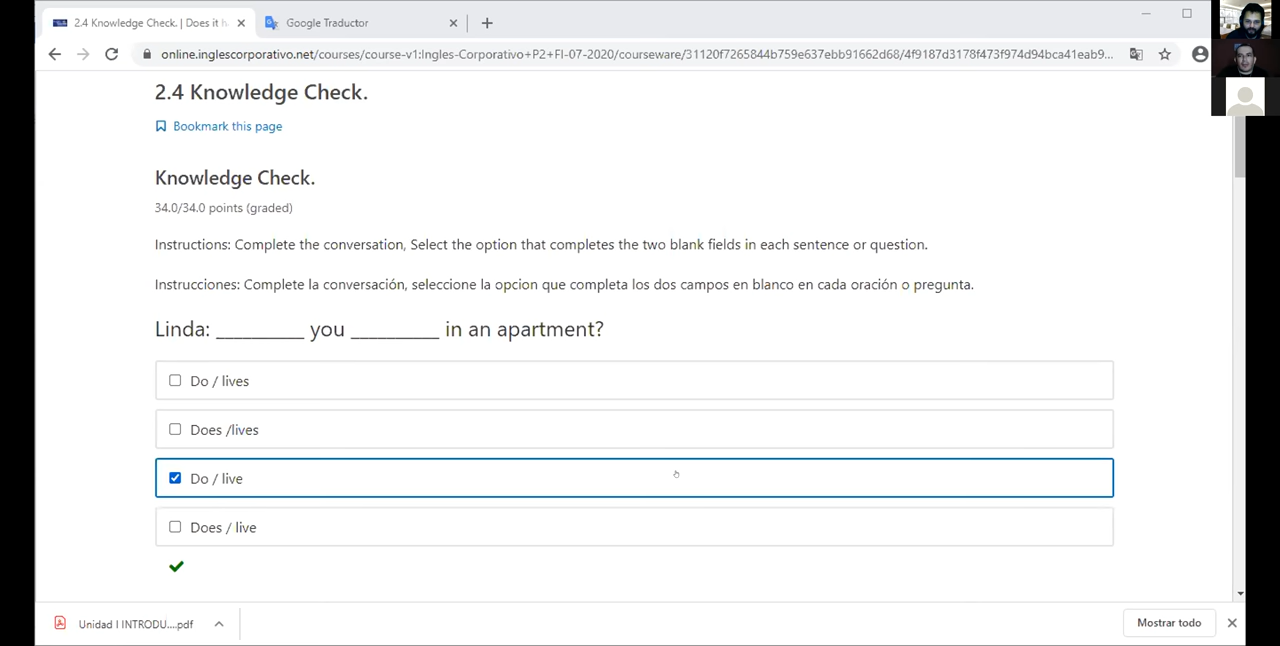 2.4 Knowledge Check. | Does it h
Google Traductor
online.inglescorporativo.net/courses/course-v1:Ingles-Corporativo+P2+FI-07-2020/courseware/31120f7265844b759e637ebb91662d68/4f9187d3178f473f974d94bca41eab9...
2.4 Knowledge Check.
Bookmark this page
Knowledge Check.
34.0/34.0 points (graded)
Instructions: Complete the conversation, Select the option that completes the two blank fields in each sentence or question.
Instrucciones: Complete la conversación, seleccione la opcion que completa los dos campos en blanco en cada oración o pregunta.
Linda: _________ you _________ in an apartment?
Do / lives
Does /lives
Do / live
Does / live
Unidad I INTRODU....pdf
Mostrar todo